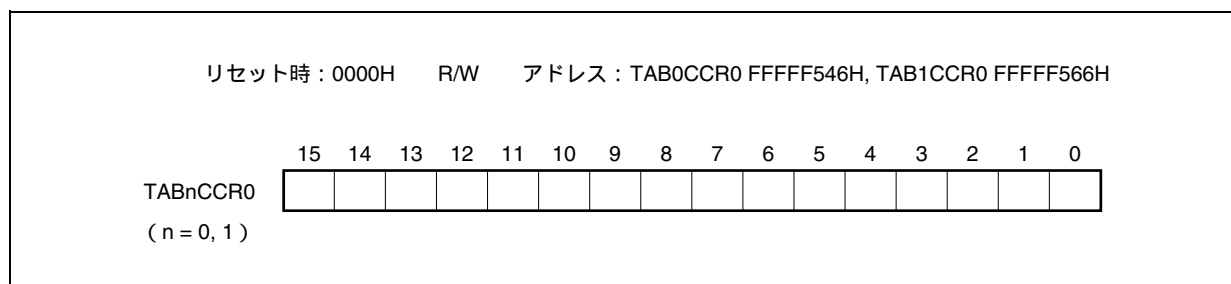 リセット時：0000H R/W アドレス：TAB0CCR0 FFFFF546H, TAB1CCR0 FFFFF566H
15 14 13 12 11 10 9 8 7 6 5 4 3 2 1 0
TABnCCR0
（n = 0, 1）